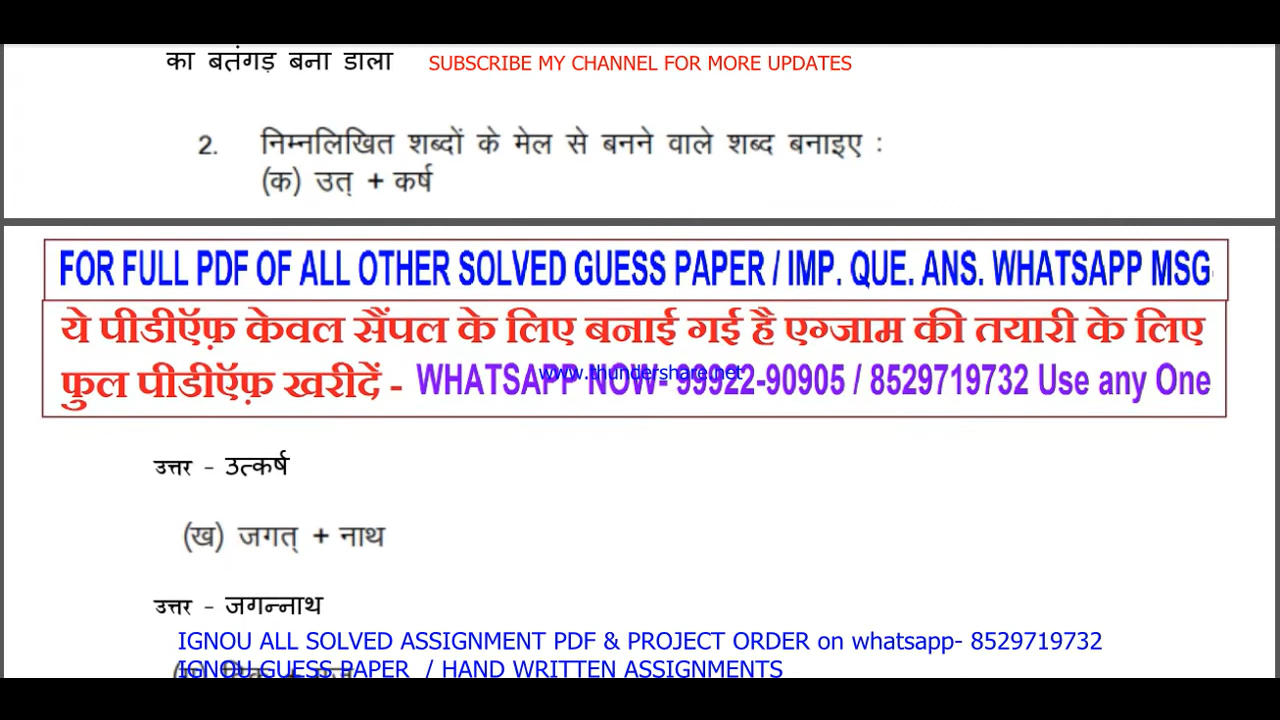 का बतंगड़ बना डाला SUBSCRIBE MY CHANNEL FOR MORE UPDATES
2. निम्नलिखित शब्दों के मेल से बनने वाले शब्द बनाइए :
(क) उत् + कर्ष
FOR FULL PDF OF ALL OTHER SOLVED GUESS PAPER / IMP. QUE. ANS. WHATSAPP MSG
ये पीडीऍफ़ केवल सैंपल के लिए बनाई गई है एग्जाम की तयारी के लिए
फुल पीडीऍफ़ खरीदें - WHATSAPP NOW- 99922-90905 / 8529719732 Use any One
www.thundershare.net
उत्तर - उत्कर्ष
(ख) जगत् + नाथ
उत्तर - जगन्नाथ
IGNOU ALL SOLVED ASSIGNMENT PDF & PROJECT ORDER on whatsapp- 8529719732
IGNOU GUESS PAPER / HAND WRITTEN ASSIGNMENTS